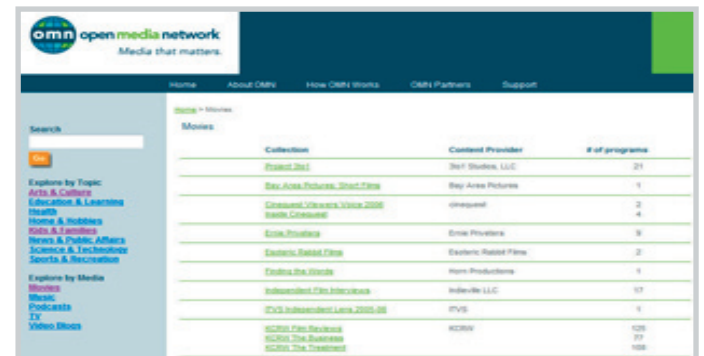 omn open media network
Media that matters.
Home About OMN How OMN Works OMN Partners Support
Home > Movies
Movies
Search
Go
Explore by Topic
Arts & Culture
Education & Learning
Health
Home & Hobbies
Kids & Families
News & Public Affairs
Science & Technology
Sports & Recreation
Explore by Media
Movies
Music
Podcasts
TV
Video Blogs
Collection Content Provider # of programs
Project 3to1 3to1 Studios, LLC 21
Bay Area Pictures, Short Films Bay Area Pictures 1
Cinequest Viewers Voice 2006 cinequest 2
Inside Cinequest 4
Ernie Privetera Ernie Privetera 9
Esoteric Rabbit Films Esoteric Rabbit Films 2
Finding the Words Horn Productions 1
Independent Film Interviews Indieville LLC 17
ITVS Independent Lens 2005-06 ITVS 1
KCRW Film Reviews KCRW 125
KCRW The Business 77
KCRW The Treatment 108